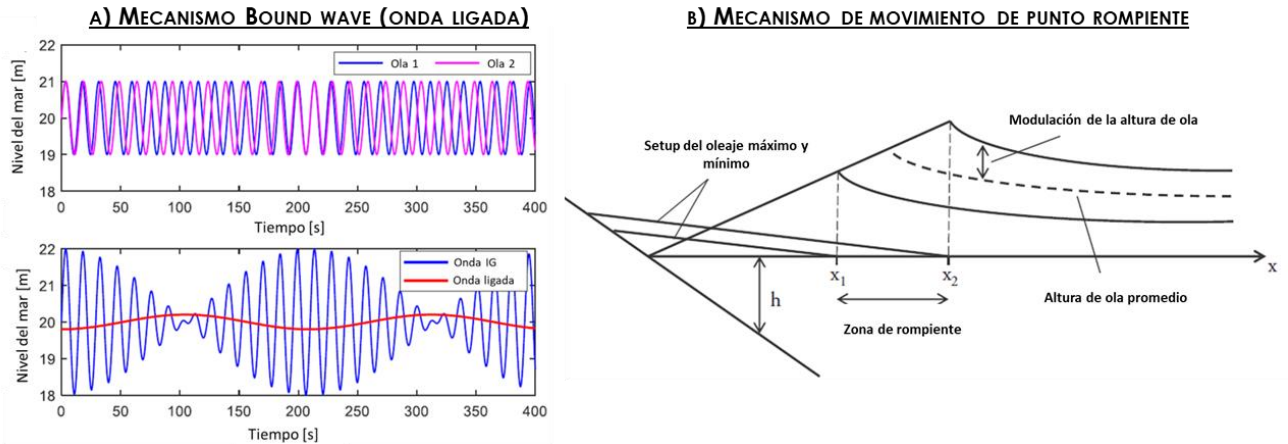 A) MECANISMO BOUND WAVE (ONDA LIGADA)
B) MECANISMO DE MOVIMIENTO DE PUNTO ROMPIENTE
22
21
20
19
18
Nivel del mar [m]
Ola 1
Ola 2
0 50 100 150 200 250 300 350 400
Tiempo [s]
22
21
20
19
18
Nivel del mar [m]
Onda IG
Onda ligada
0 50 100 150 200 250 300 350 400
Tiempo [s]
Modulación de la altura de ola
Setup del oleaje máximo y
mínimo
x
x1
x2
h
Altura de ola promedio
Zona de rompiente